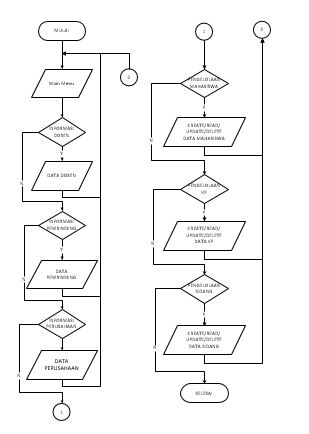 MULAI
Main Menu
2
INFORMASI
DOSEN
Y
N
DATA DOSEN
INFORMASI
PEMBIMBING
Y
N
DATA
PEMBIMBING
INFORMASI
PERUSAHAAN
Y
N
DATA
PERUSAHAAN
1
1
2
PENGELOLAAN
MAHASISWA
Y
N
CREATE/READ/
UPDATE/DELETE
DATA MAHASISWA
PENGELOLAAN
KP
Y
N
CREATE/READ/
UPDATE/DELETE
DATA KP
PENGELOLAAN
SIDANG
Y
N
CREATE/READ/
UPDATE/DELETE
DATA SIDANG
SELESAI